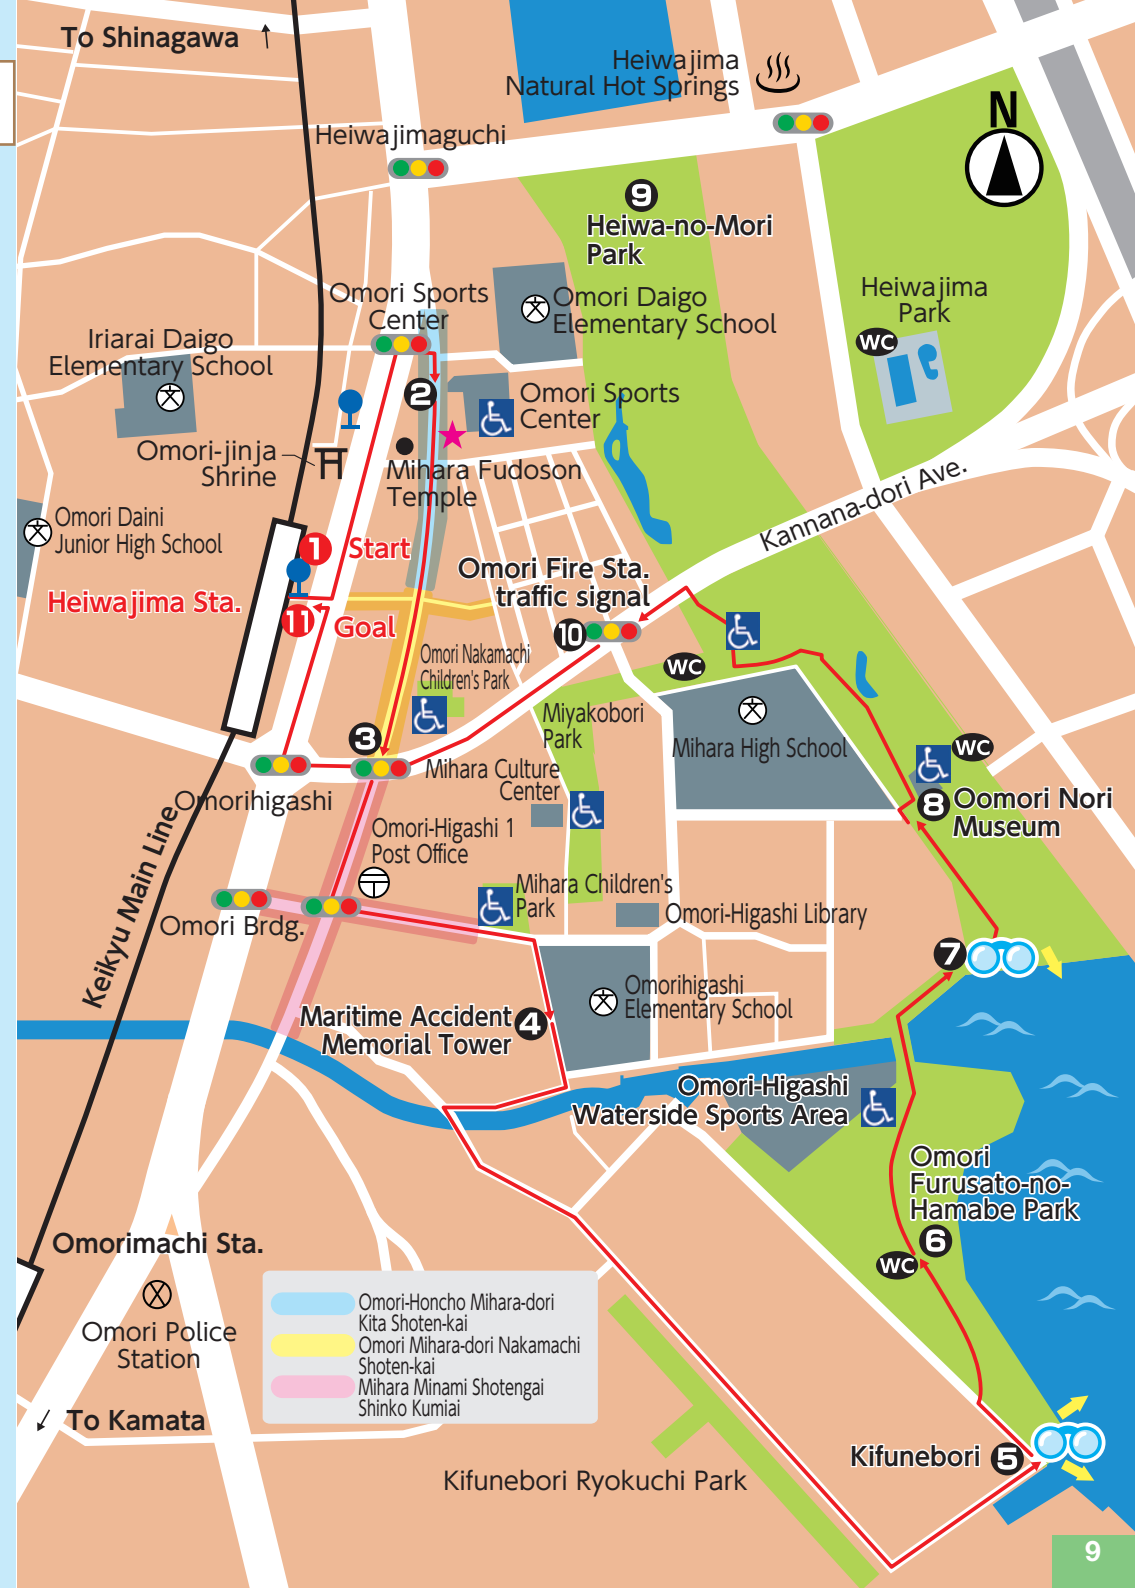 To Shinagawa ↑
Heiwajima
Natural Hot Springs
N
Heiwajimaguchi
9
Heiwa-no-Mori
Park
Omori Sports
Center
Omori Daigo
Elementary School
Heiwajima
Park
WC
Iriarai Daigo
Elementary School
2
Omori Sports
Center
Omori-jinja
Shrine
Mihara Fudoson
Temple
Kannana-dori Ave.
Omori Daini
Junior High School
1 Start
Omori Fire Sta.
traffic signal
Heiwajima Sta.
11 Goal
10
Omori Nakamachi
Children's Park
WC
Miyakobori
Park
Mihara High School
3
WC
Mihara Culture
Center
Omorihigashi
8 Oomori Nori
Museum
Omori-Higashi 1
Post Office
Keikyu Main Line
Mihara Children's
Park
Omori-Higashi Library
Omori Brdg.
7
Omorihigashi
Elementary School
Maritime Accident
Memorial Tower
4
Omori-Higashi
Waterside Sports Area
Omori
Furusato-no-
Hamabe Park
6
WC
Omorimachi Sta.
Omori Police
Station
Omori-Honcho Mihara-dori
Kita Shoten-kai
Omori Mihara-dori Nakamachi
Shoten-kai
Mihara Minami Shotengai
Shinko Kumiai
↙ To Kamata
Kifunebori 5
Kifunebori Ryokuchi Park
9